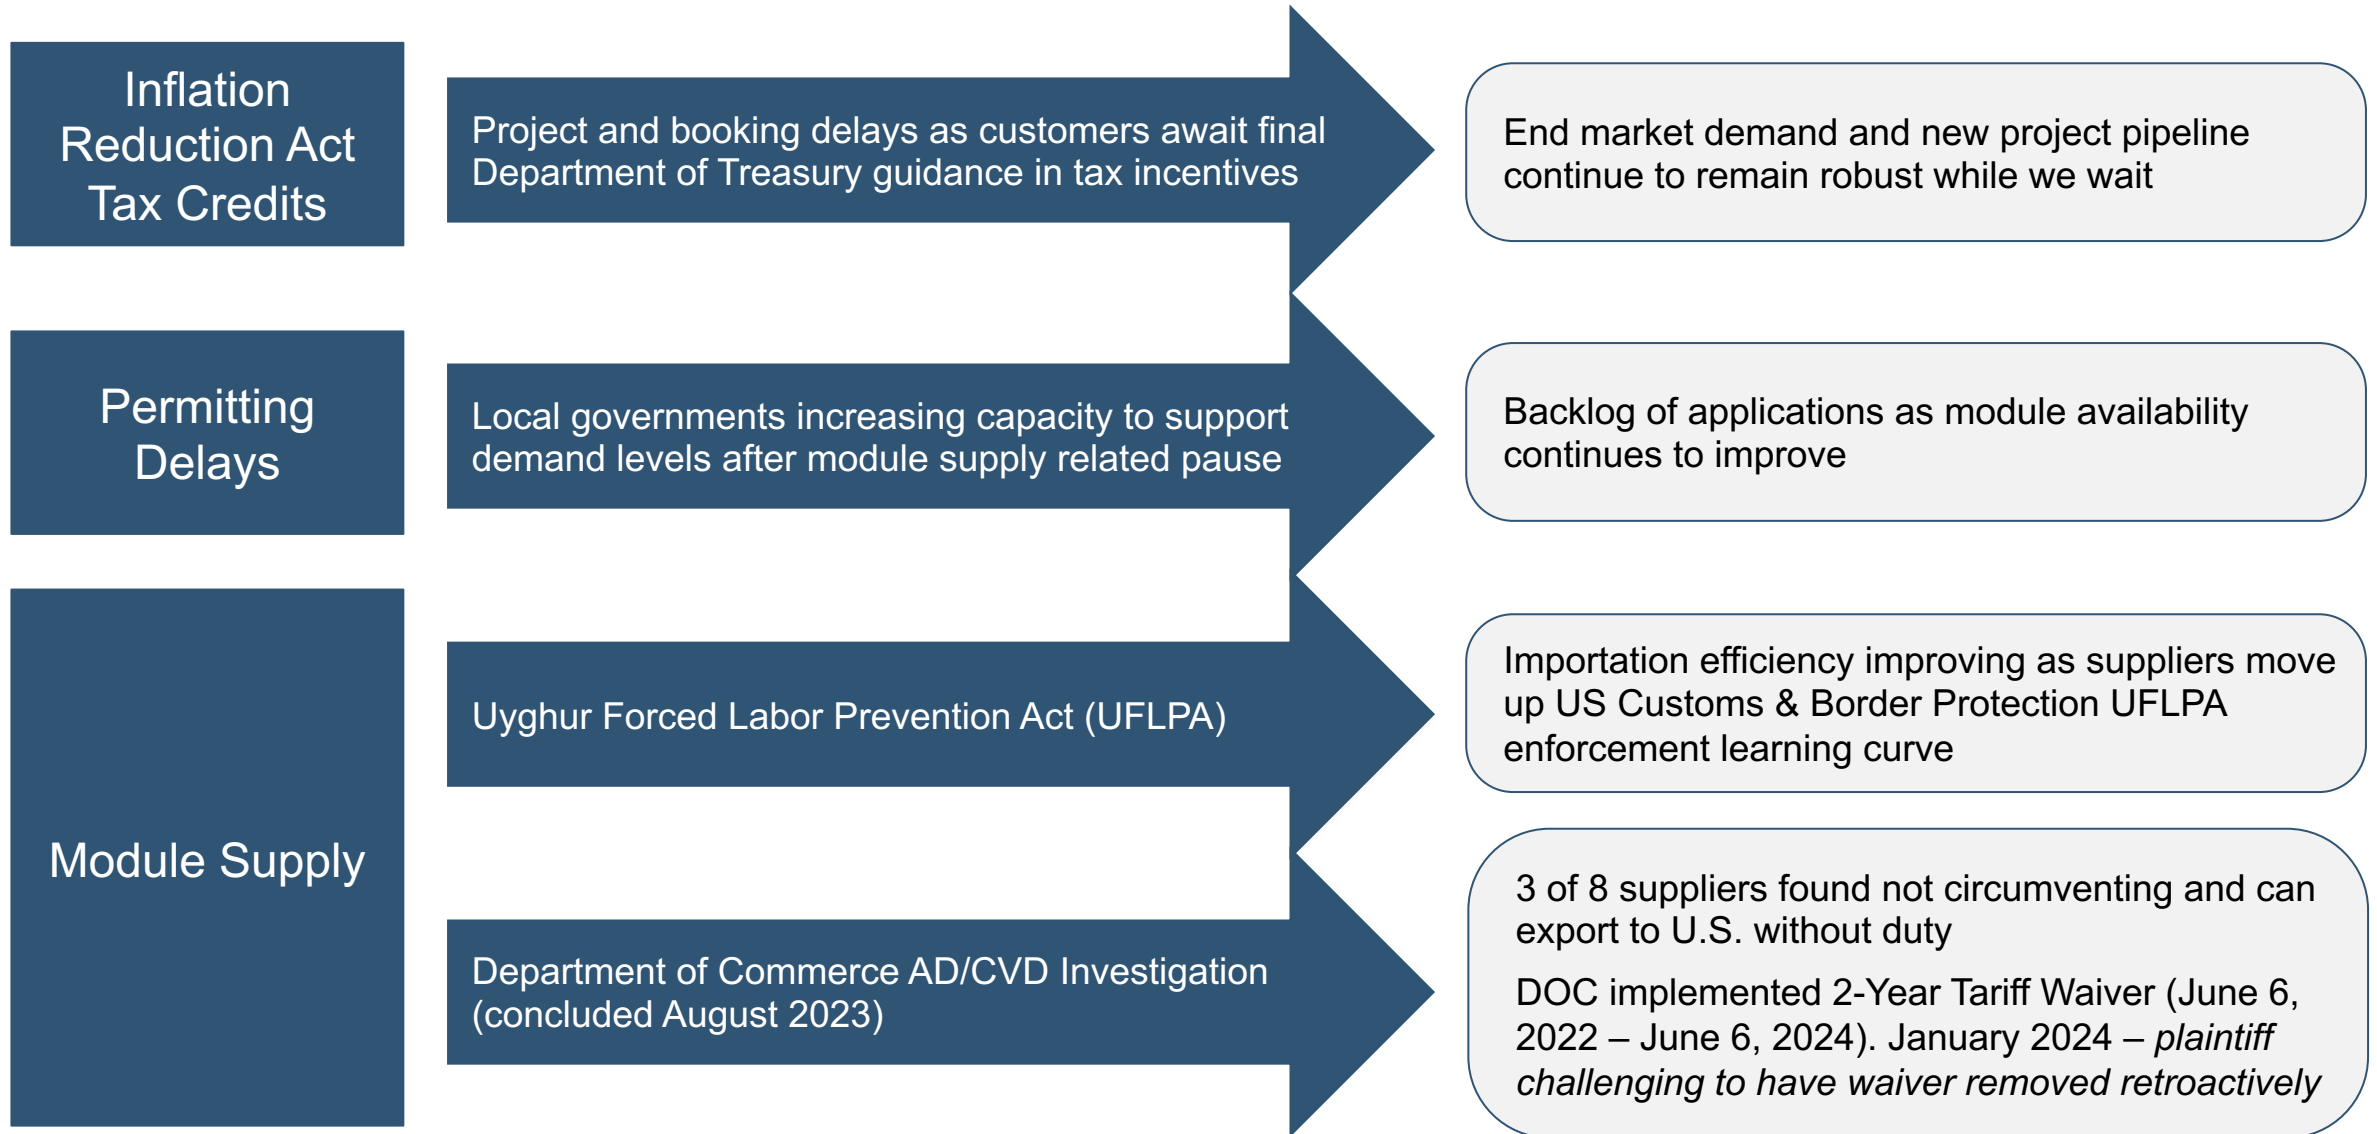 Inflation
Reduction Act
Tax Credits
Project and booking delays as customers await final
Department of Treasury guidance in tax incentives
End market demand and new project pipeline
continue to remain robust while we wait
Permitting
Delays
Local governments increasing capacity to support
demand levels after module supply related pause
Backlog of applications as module availability
continues to improve
Module Supply
Uyghur Forced Labor Prevention Act (UFLPA)
Importation efficiency improving as suppliers move
up US Customs & Border Protection UFLPA
enforcement learning curve
Department of Commerce AD/CVD Investigation
(concluded August 2023)
3 of 8 suppliers found not circumventing and can
export to U.S. without duty
DOC implemented 2-Year Tariff Waiver (June 6,
2022 – June 6, 2024). January 2024 – plaintiff
challenging to have waiver removed retroactively